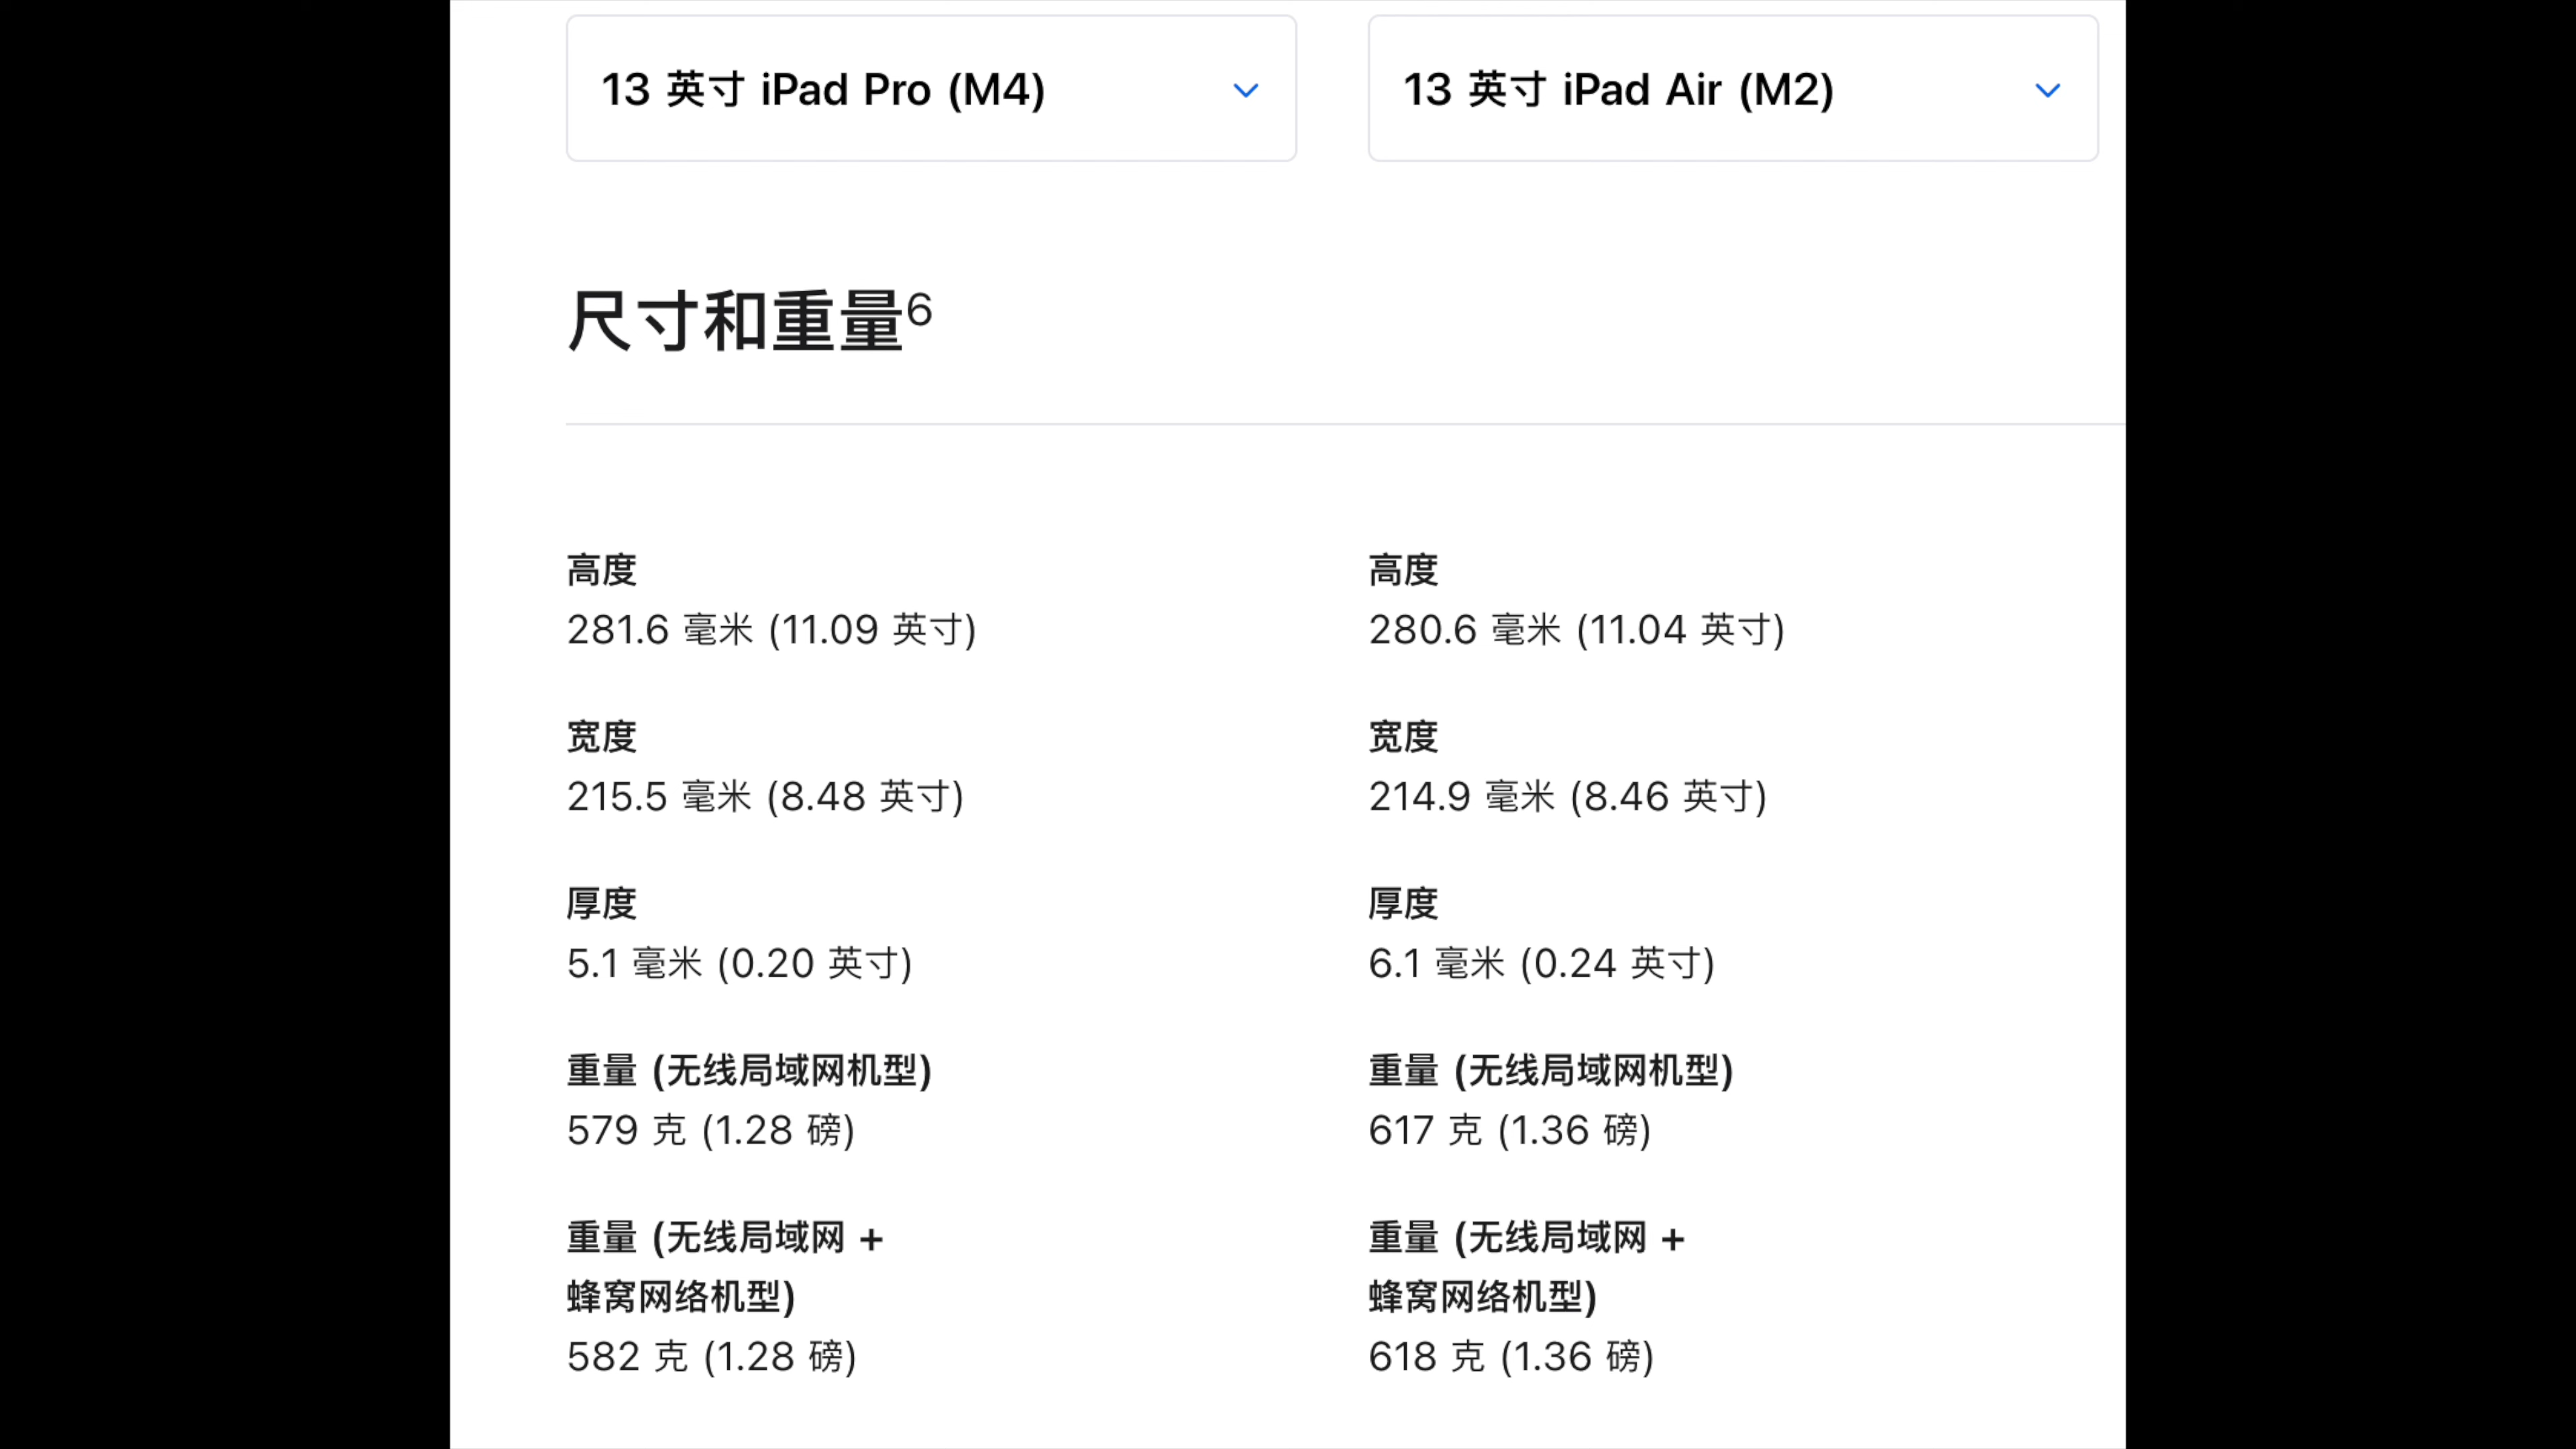 13 英寸 iPad Pro (M4)
13 英寸 iPad Air (M2)
尺寸和重量6
高度
281.6 毫米 (11.09 英寸)
宽度
215.5 毫米 (8.48 英寸)
厚度
5.1 毫米 (0.20 英寸)
重量 (无线局域网机型)
579 克 (1.28 磅)
重量 (无线局域网 +
蜂窝网络机型)
582 克 (1.28 磅)
高度
280.6 毫米 (11.04 英寸)
宽度
214.9 毫米 (8.46 英寸)
厚度
6.1 毫米 (0.24 英寸)
重量 (无线局域网机型)
617 克 (1.36 磅)
重量 (无线局域网 +
蜂窝网络机型)
618 克 (1.36 磅)